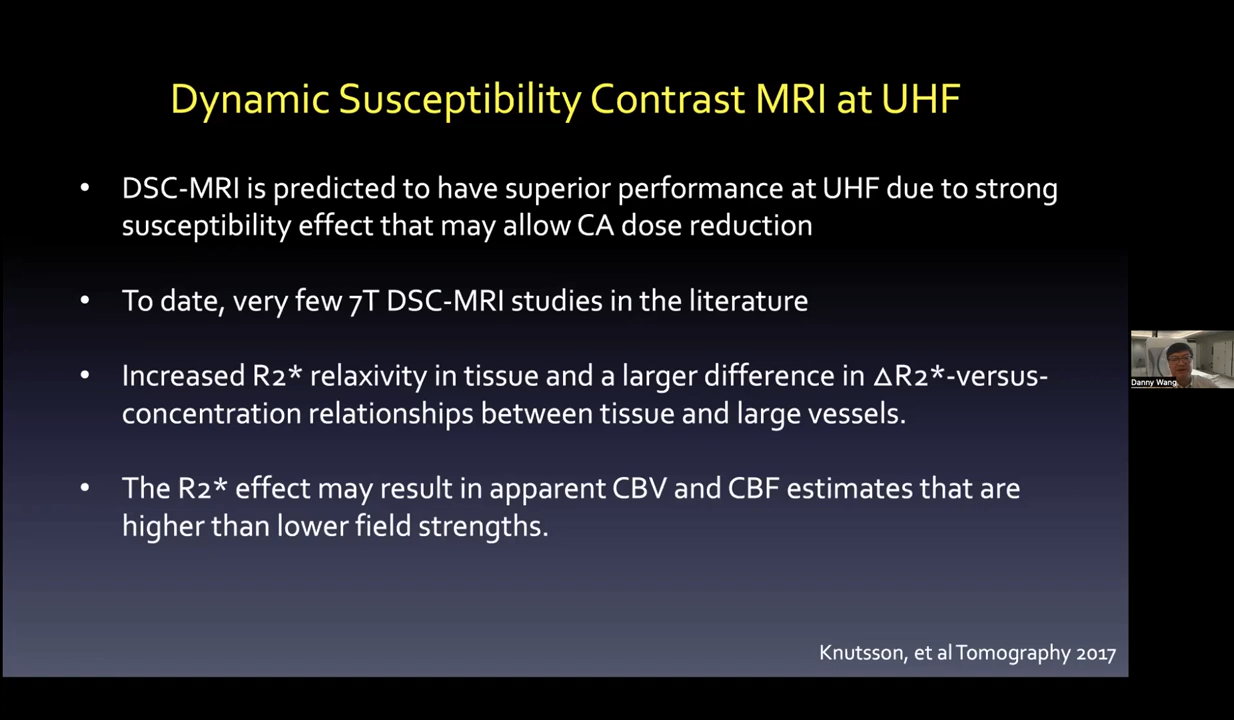 Dynamic Susceptibility Contrast MRI at UHF
• DSC-MRI is predicted to have superior performance at UHF due to strong
susceptibility effect that may allow CA dose reduction
• To date, very few 7T DSC-MRI studies in the literature
• Increased R2* relaxivity in tissue and a larger difference in ΔR2*-versus-
concentration relationships between tissue and large vessels.
• The R2* effect may result in apparent CBV and CBF estimates that are
higher than lower field strengths.
Danny Wang
Knutsson, et al Tomography 2017